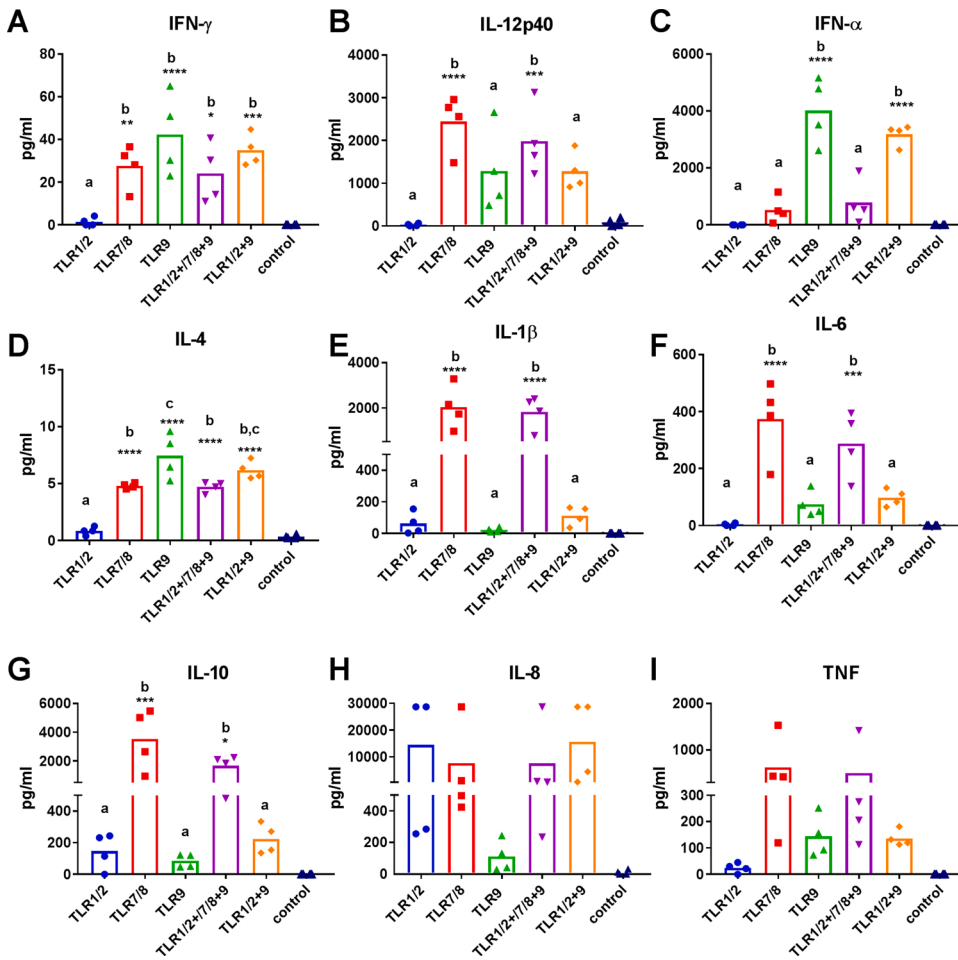 A IFN-γ
pg/ml
80
60
40
20
0
a
b
**
b
****
b
*
b
***
TLR1/2
TLR7/8
TLR9
TLR1/2+/7/8+9
TLR1/2+9
control
B IL-12p40
pg/ml
4000
3000
2000
1000
0
a
b
****
a
b
***
a
TLR1/2
TLR7/8
TLR9
TLR1/2+/7/8+9
TLR1/2+9
control
C IFN-α
pg/ml
6000
4000
2000
0
a
a
b
****
a
b
****
TLR1/2
TLR7/8
TLR9
TLR1/2+/7/8+9
TLR1/2+9
control
D IL-4
pg/ml
15
10
5
0
a
b
****
c
****
b
****
b,c
****
TLR1/2
TLR7/8
TLR9
TLR1/2+/7/8+9
TLR1/2+9
control
E IL-1β
pg/ml
4000
2000
400
200
0
a
b
****
a
b
****
a
TLR1/2
TLR7/8
TLR9
TLR1/2+/7/8+9
TLR1/2+9
control
F IL-6
pg/ml
600
400
200
0
a
b
****
a
b
***
a
TLR1/2
TLR7/8
TLR9
TLR1/2+/7/8+9
TLR1/2+9
control
G IL-10
pg/ml
6000
4000
2000
400
200
0
a
b
***
a
b
*
a
TLR1/2
TLR7/8
TLR9
TLR1/2+/7/8+9
TLR1/2+9
control
H IL-8
pg/ml
30000
20000
10000
400
200
0
TLR1/2
TLR7/8
TLR9
TLR1/2+/7/8+9
TLR1/2+9
control
I TNF
pg/ml
2000
1000
300
200
100
0
TLR1/2
TLR7/8
TLR9
TLR1/2+/7/8+9
TLR1/2+9
control